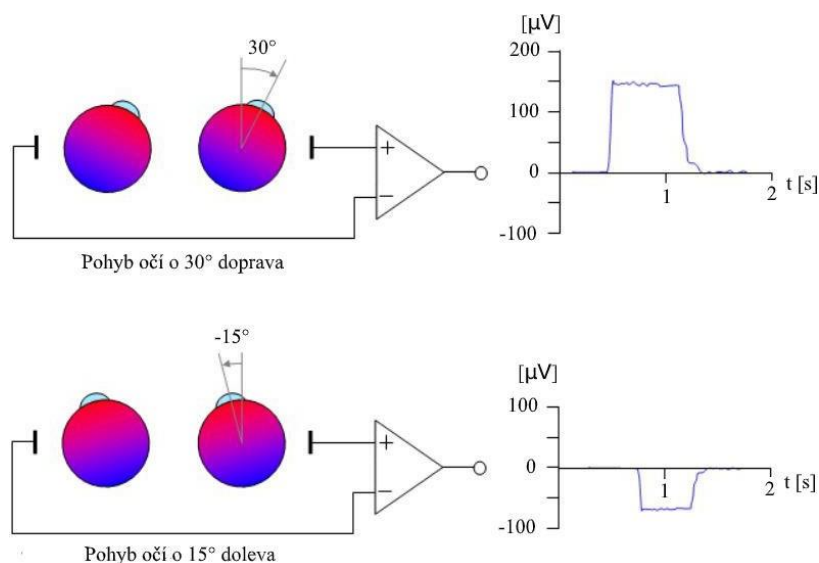 30°
+
−
Pohyb očí o 30° doprava
[µV]
200
100
0
-100
1
2
t [s]
-15°
+
−
Pohyb očí o 15° doleva
[µV]
100
0
-100
1
2
t [s]